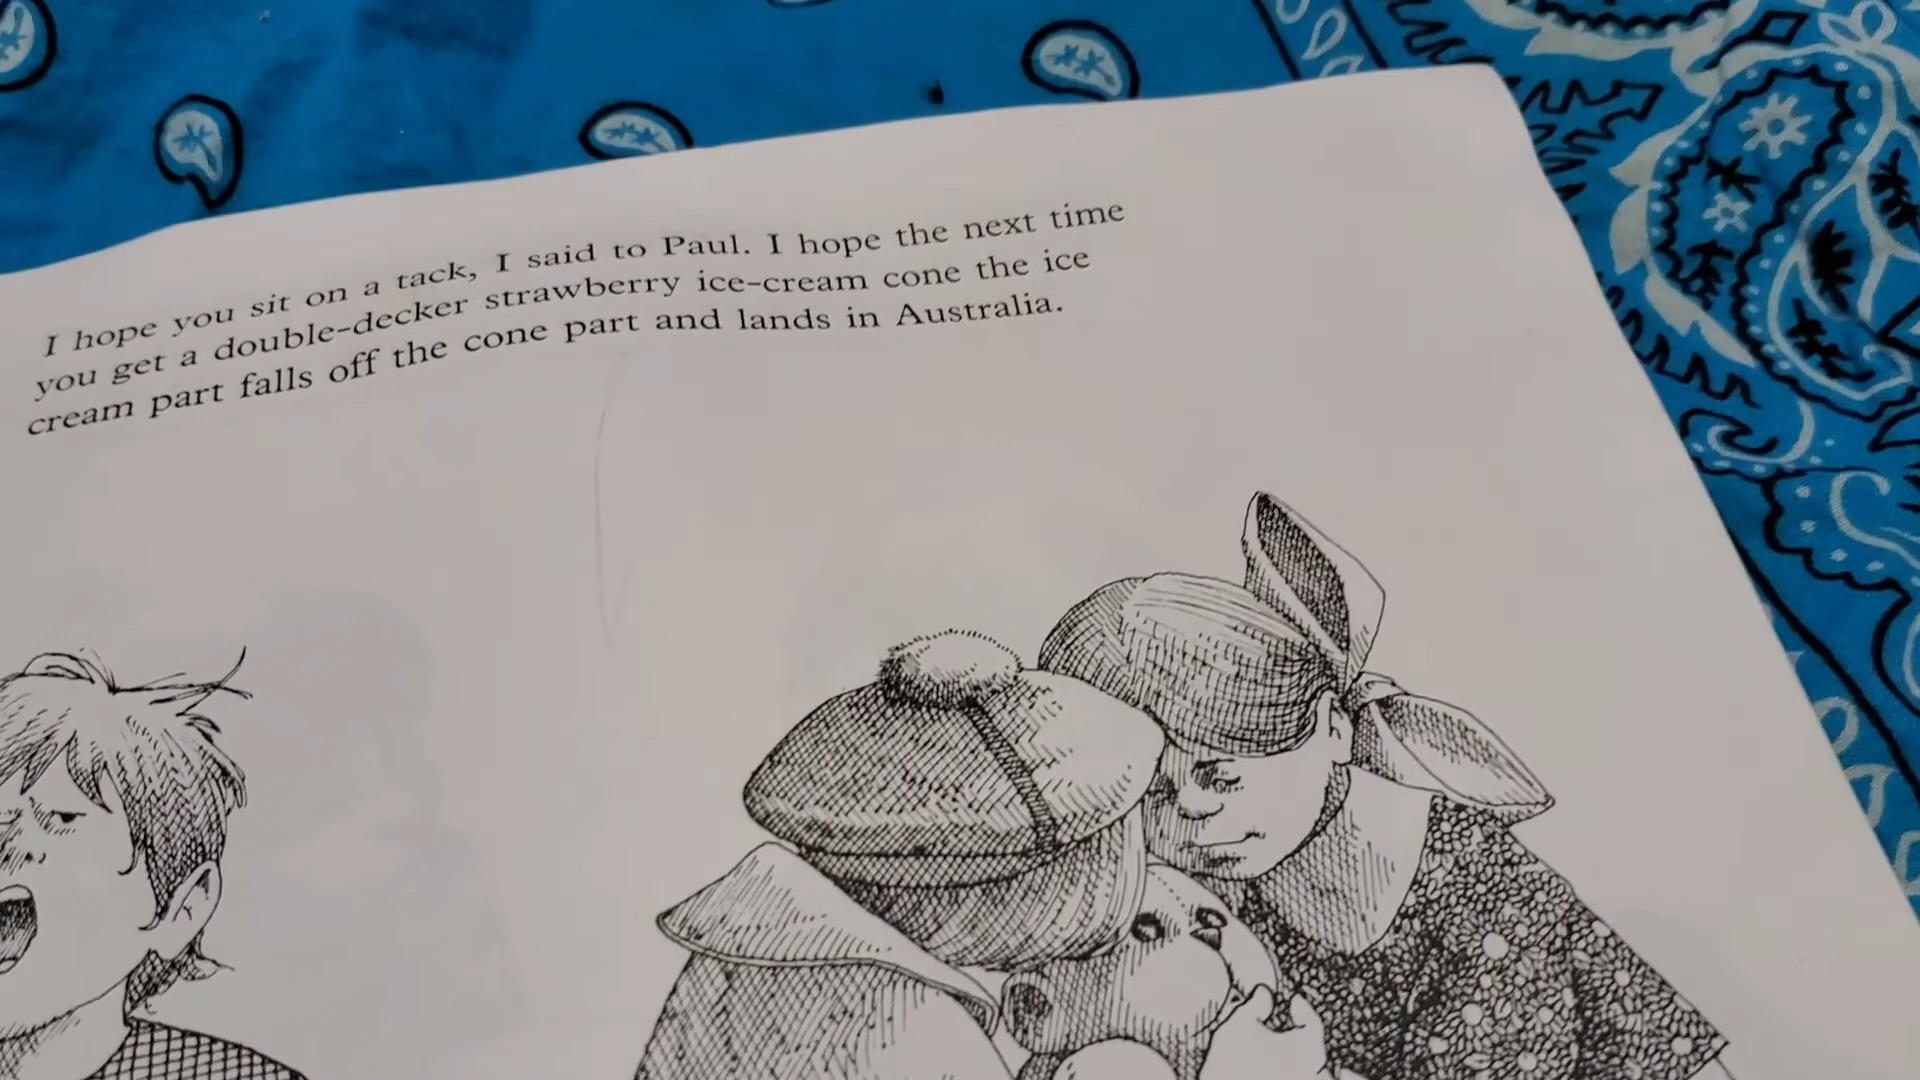 I hope you sit on a tack, I said to Paul. I hope the next time
you get a double-decker strawberry ice-cream cone the ice
cream part falls off the cone part and lands in Australia.